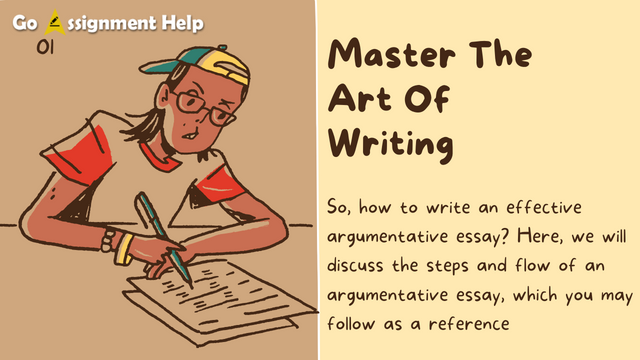 Go Assignment Help
01
Master The
Art Of
Writing
So, how to write an effective
argumentative essay? Here, we will
discuss the steps and flow of an
argumentative essay, which you may
follow as a reference